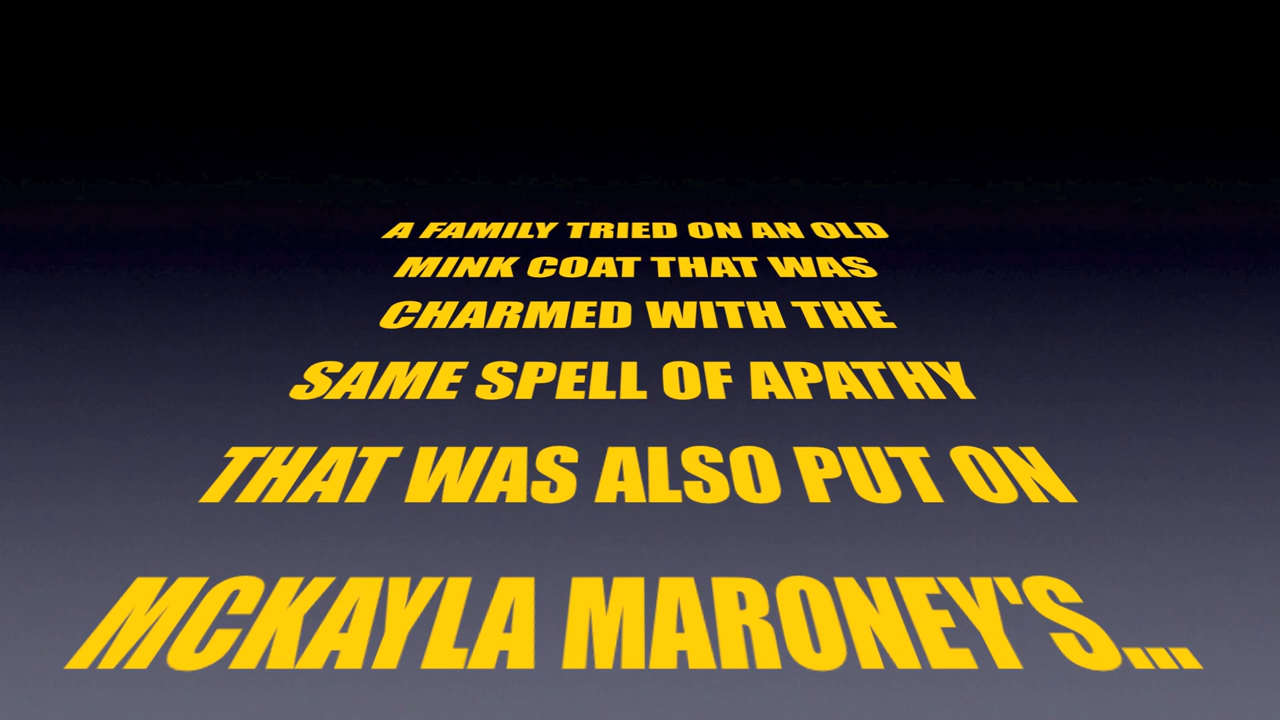 A FAMILY TRIED ON AN OLD
MINK COAT THAT WAS
CHARMED WITH THE
SAME SPELL OF APATHY
THAT WAS ALSO PUT ON
MCKAYLA MARONEY'S...